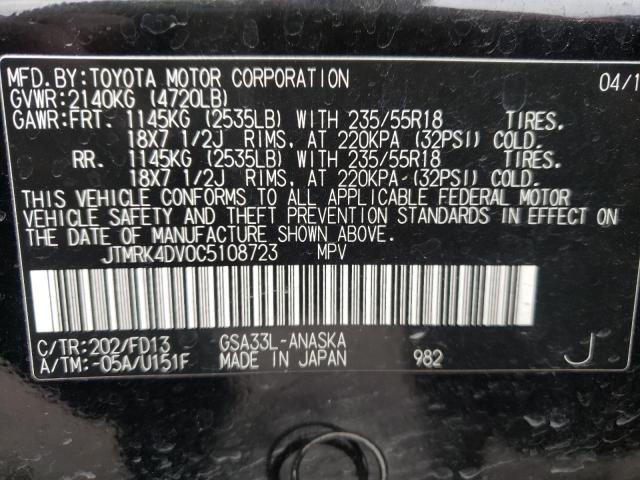 MFD.BY:TOYOTA MOTOR CORPORATION 04/1
GVWR:2140KG (4720LB)
GAWR:FRT. 1145KG (2535LB) WITH 235/55R18 TIRES.
18X7 1/2J RIMS, AT 220KPA (32PSI) COLD.
RR. 1145KG (2535LB) WITH 235/55R18 TIRES.
18X7 1/2J RIMS, AT 220KPA (32PSI) COLD.
THIS VEHICLE CONFORMS TO ALL APPLICABLE FEDERAL MOTOR
VEHICLE SAFETY AND THEFT PREVENTION STANDARDS IN EFFECT ON
THE DATE OF MANUFACTURE SHOWN ABOVE.
JTMRK4DV0C5108723 MPV
C/TR:202/FD13 GSA33L-ANASKA
A/TM:-05A/U151F MADE IN JAPAN 982 J